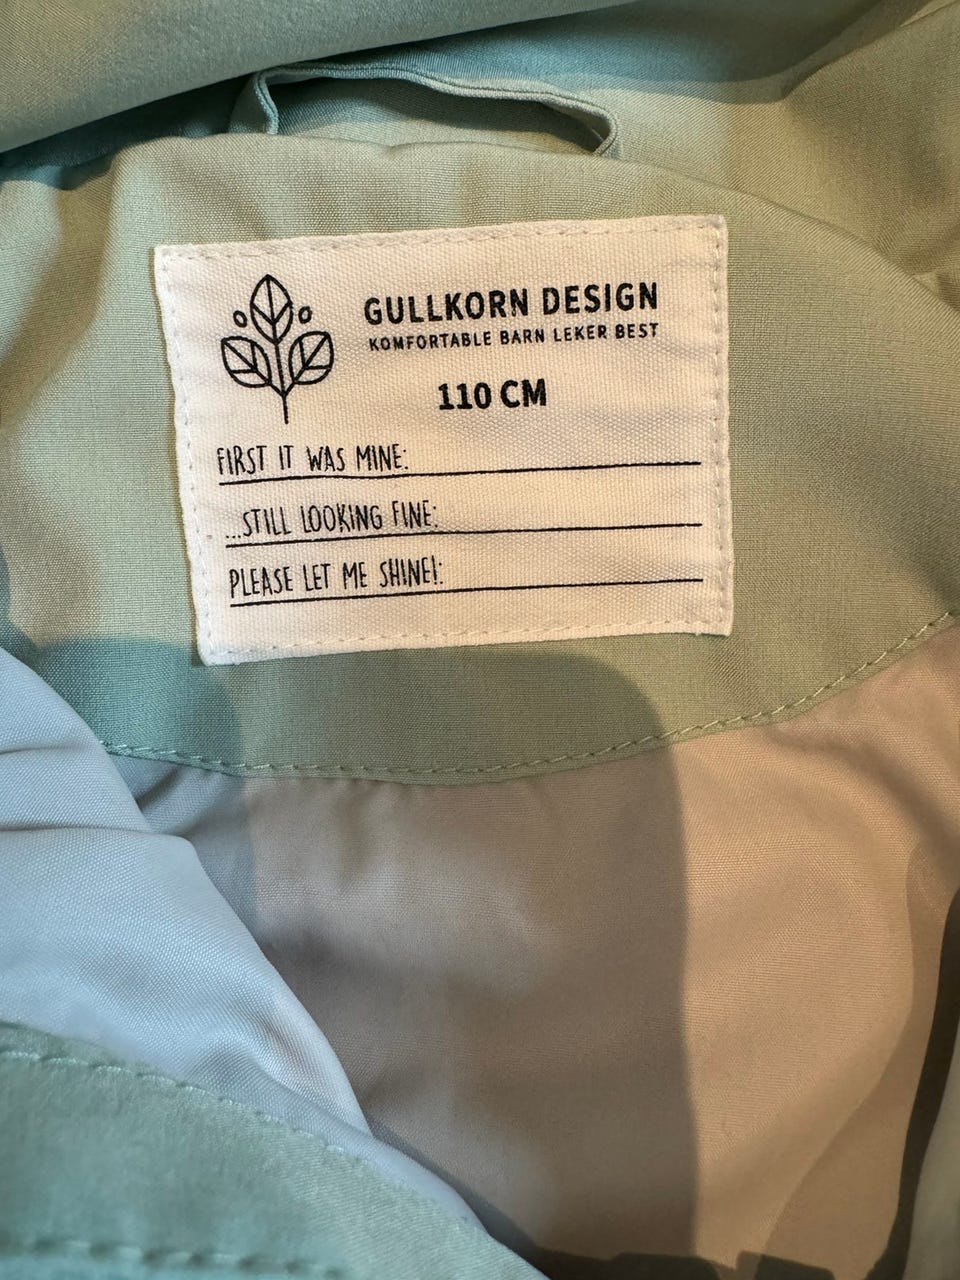 GULLKORN DESIGN
KOMFORTABLE BARN LEKER BEST
110 CM
FIRST IT WAS MINE:
...STILL LOOKING FINE:
PLEASE LET ME SHINE!: